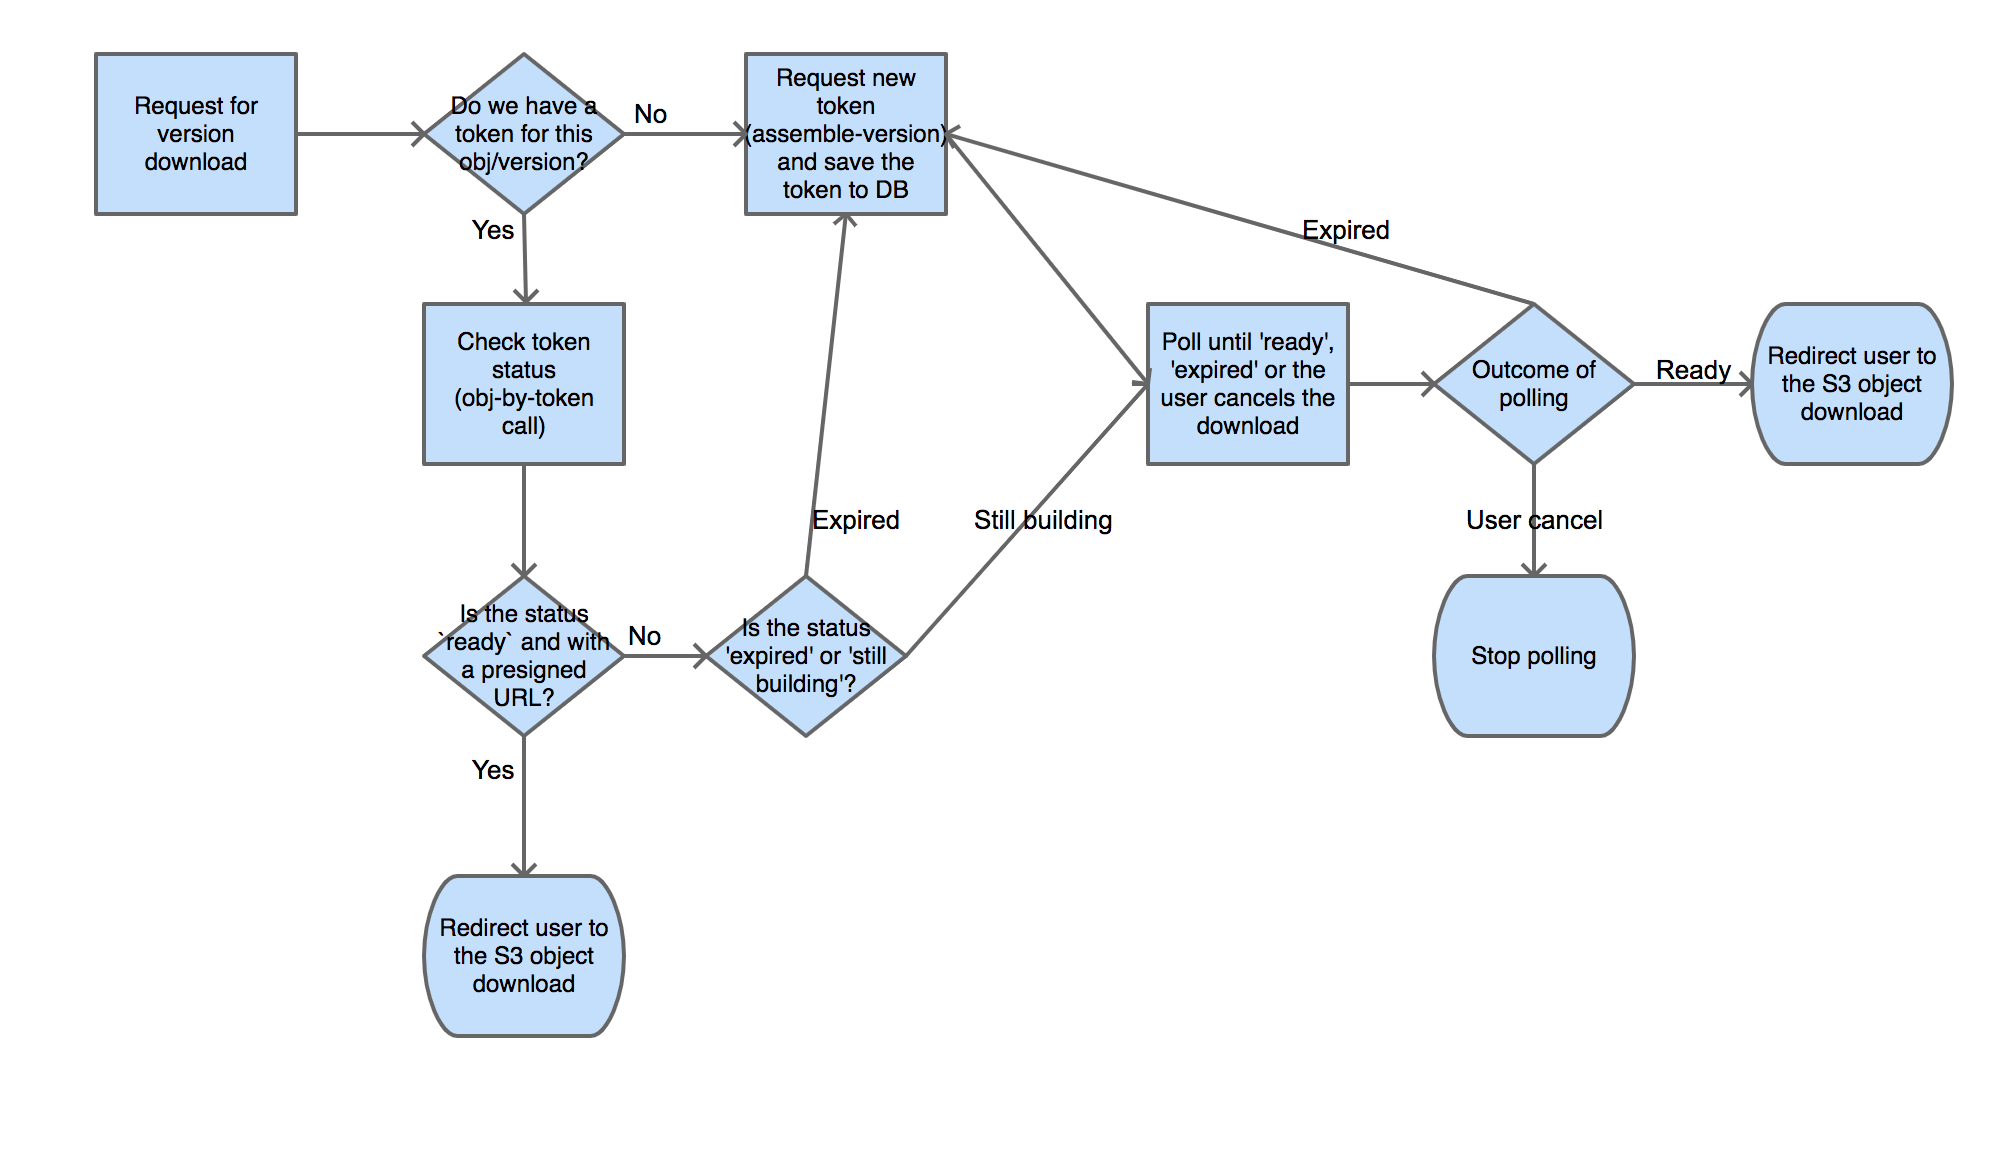 Request for
version
download
Do we have a
token for this
obj/version?
No
Request new
token
(assemble-version)
and save the
token to DB
Yes
Expired
Check token
status
(obj-by-token
call)
Poll until 'ready',
'expired' or the
user cancels the
download
Outcome of
polling
Ready
Redirect user to
the S3 object
download
Expired
Still building
User cancel
Is the status
`ready` and with
a presigned
URL?
No
Is the status
'expired' or 'still
building'?
Stop polling
Yes
Redirect user to
the S3 object
download